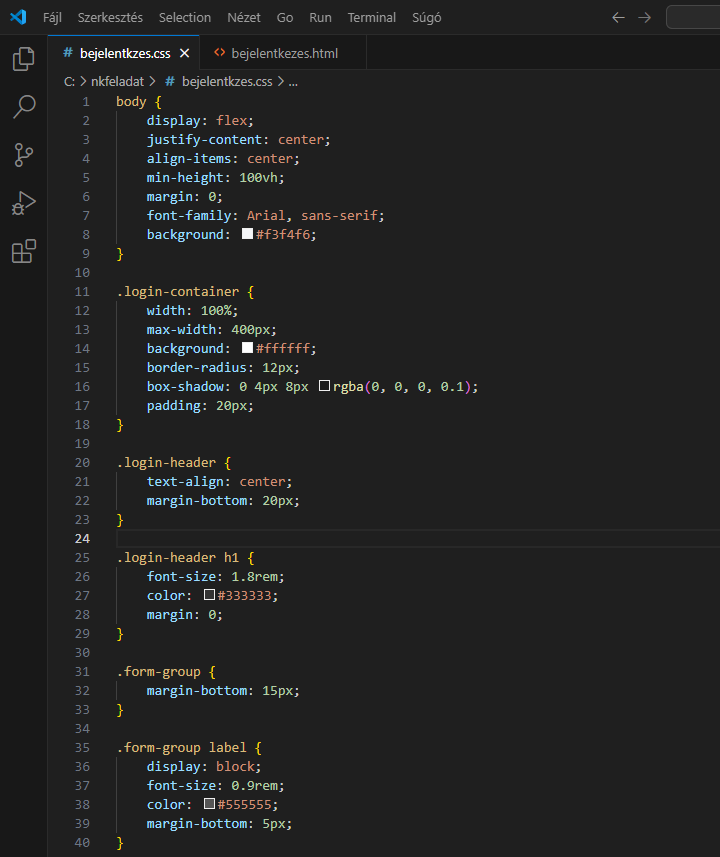 Fájl Szerkesztés Selection Nézet Go Run Terminal Súgó
# bejelentkzes.css × <> bejelentkezes.html
C: > nkfeladat > # bejelentkzes.css > ...
1 body {
2 display: flex;
3 justify-content: center;
4 align-items: center;
5 min-height: 100vh;
6 margin: 0;
7 font-family: Arial, sans-serif;
8 background: #f3f4f6;
9 }
10
11 .login-container {
12 width: 100%;
13 max-width: 400px;
14 background: #ffffff;
15 border-radius: 12px;
16 box-shadow: 0 4px 8px rgba(0, 0, 0, 0.1);
17 padding: 20px;
18 }
19
20 .login-header {
21 text-align: center;
22 margin-bottom: 20px;
23 }
24
25 .login-header h1 {
26 font-size: 1.8rem;
27 color: #333333;
28 margin: 0;
29 }
30
31 .form-group {
32 margin-bottom: 15px;
33 }
34
35 .form-group label {
36 display: block;
37 font-size: 0.9rem;
38 color: #555555;
39 margin-bottom: 5px;
40 }